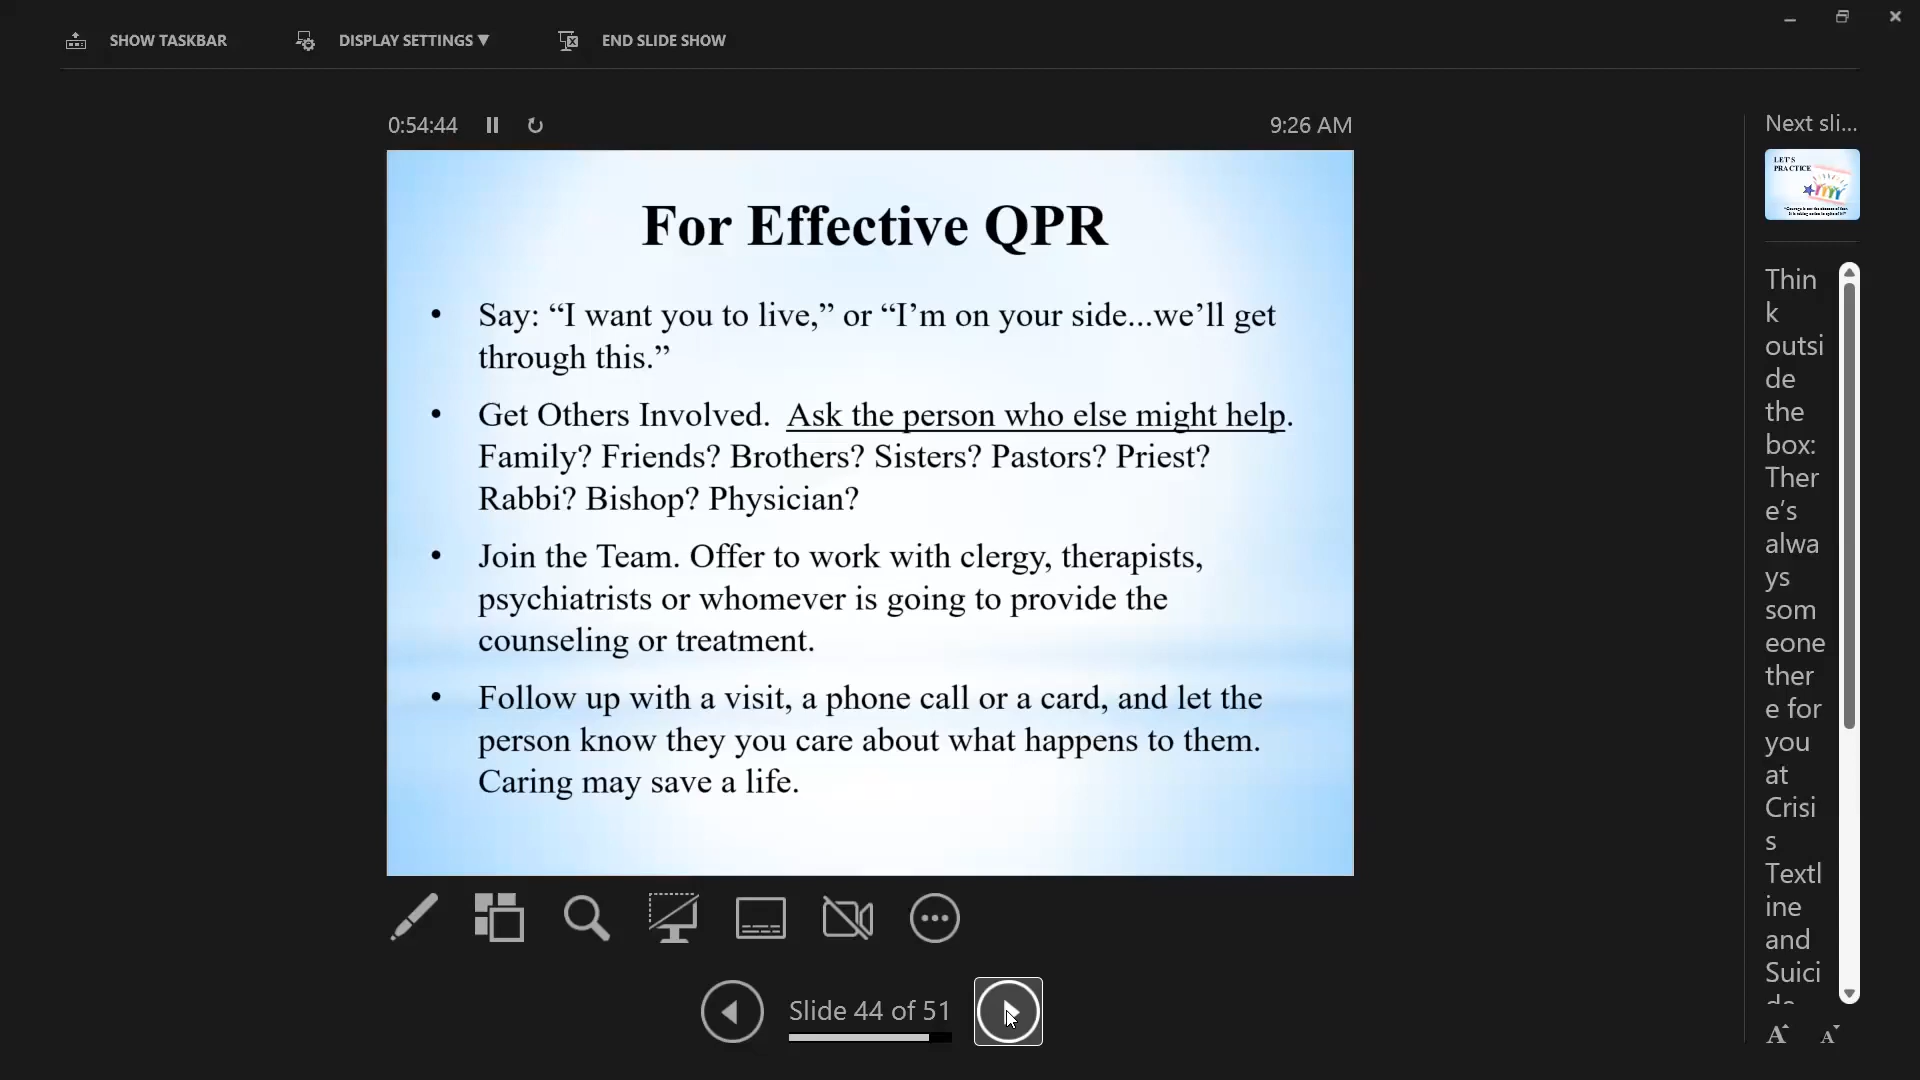 SHOW TASKBAR
DISPLAY SETTINGS ▼
END SLIDE SHOW
0:54:44
9:26 AM
For Effective QPR
• Say: “I want you to live,” or “I’m on your side...we’ll get
through this.”
• Get Others Involved. Ask the person who else might help.
Family? Friends? Brothers? Sisters? Pastors? Priest?
Rabbi? Bishop? Physician?
• Join the Team. Offer to work with clergy, therapists,
psychiatrists or whomever is going to provide the
counseling or treatment.
• Follow up with a visit, a phone call or a card, and let the
person know they you care about what happens to them.
Caring may save a life.
Slide 44 of 51
Next sli...
LET'S
PRACTICE
Thin
k
outsi
de
the
box:
Ther
e’s
alwa
ys
som
eone
ther
e for
you
at
Crisi
s
Textl
ine
and
Suici
A A